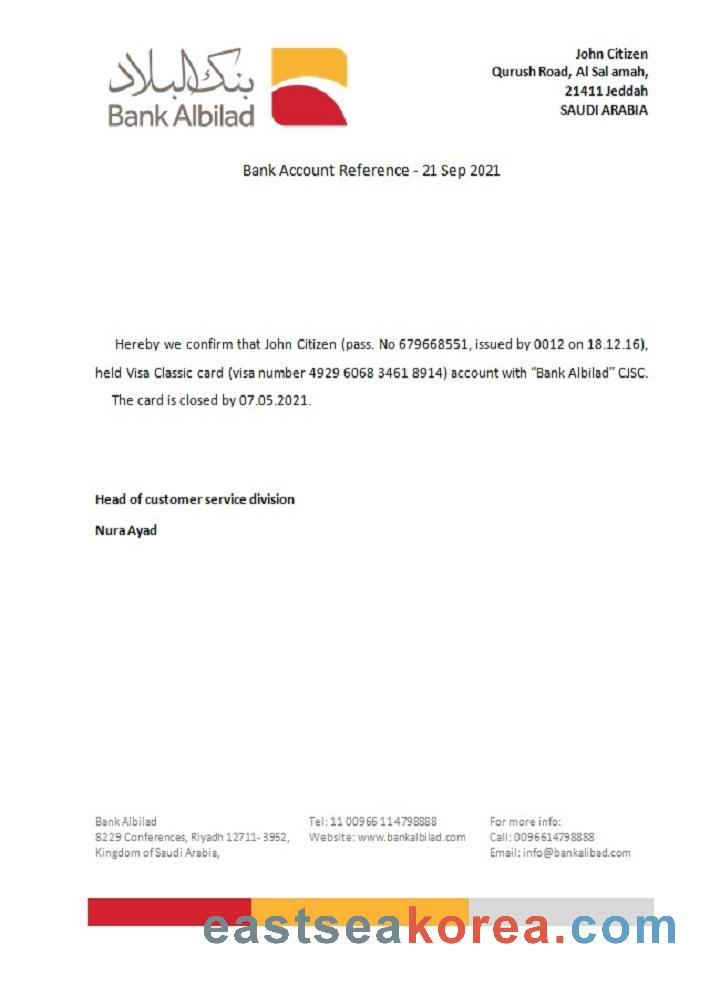 بنك البلاد
Bank Albilad
John Citizen
Qurush Road, Al Salamah,
21411 Jeddah
SAUDI ARABIA
Bank Account Reference - 21 Sep 2021
Hereby we confirm that John Citizen (pass. No 679668551, issued by 0012 on 18.12.16),
held Visa Classic card (visa number 4929 6068 3461 8914) account with “Bank Albilad” CJSC.
The card is closed by 07.05.2021.
Head of customer service division
Nura Ayad
Bank Albilad
8229 Conferences, Riyadh 12711- 3952,
Kingdom of Saudi Arabia,
Tel: 11 00966 114798888
Website: www.bankalbilad.com
For more info:
Call: 0096614798888
Email: info@bankalibad.com
eastseakorea.com